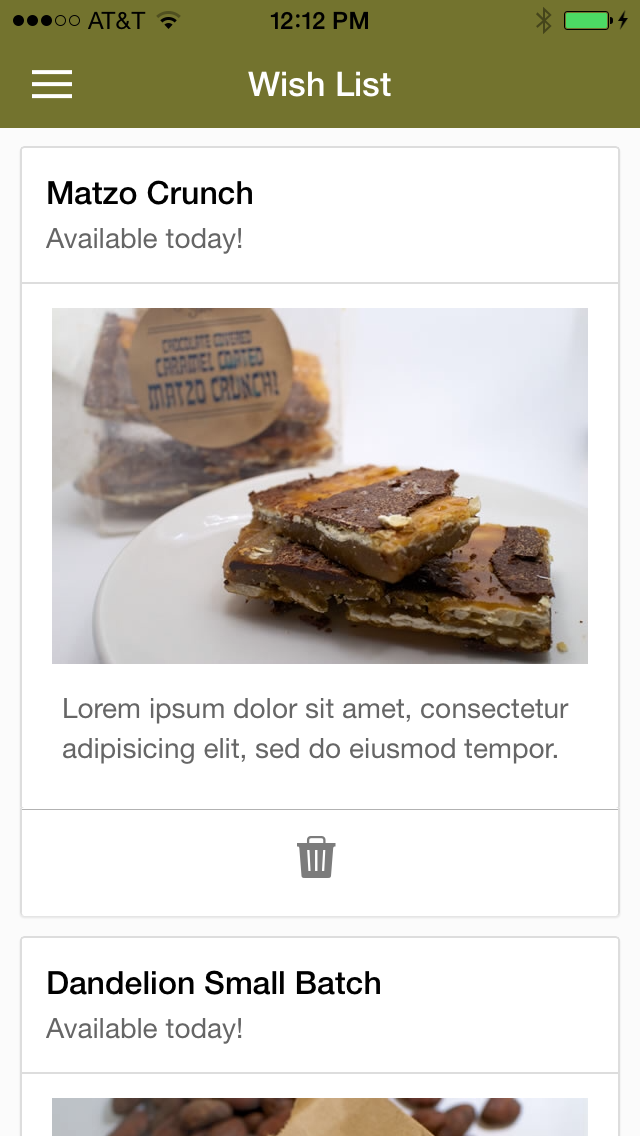 AT&T 12:12 PM
Wish List
Matzo Crunch
Available today!
CHOCOLATE COVERED
CARAMEL COATED
MATZO CRUNCH!
Lorem ipsum dolor sit amet, consectetur
adipisicing elit, sed do eiusmod tempor.
Dandelion Small Batch
Available today!